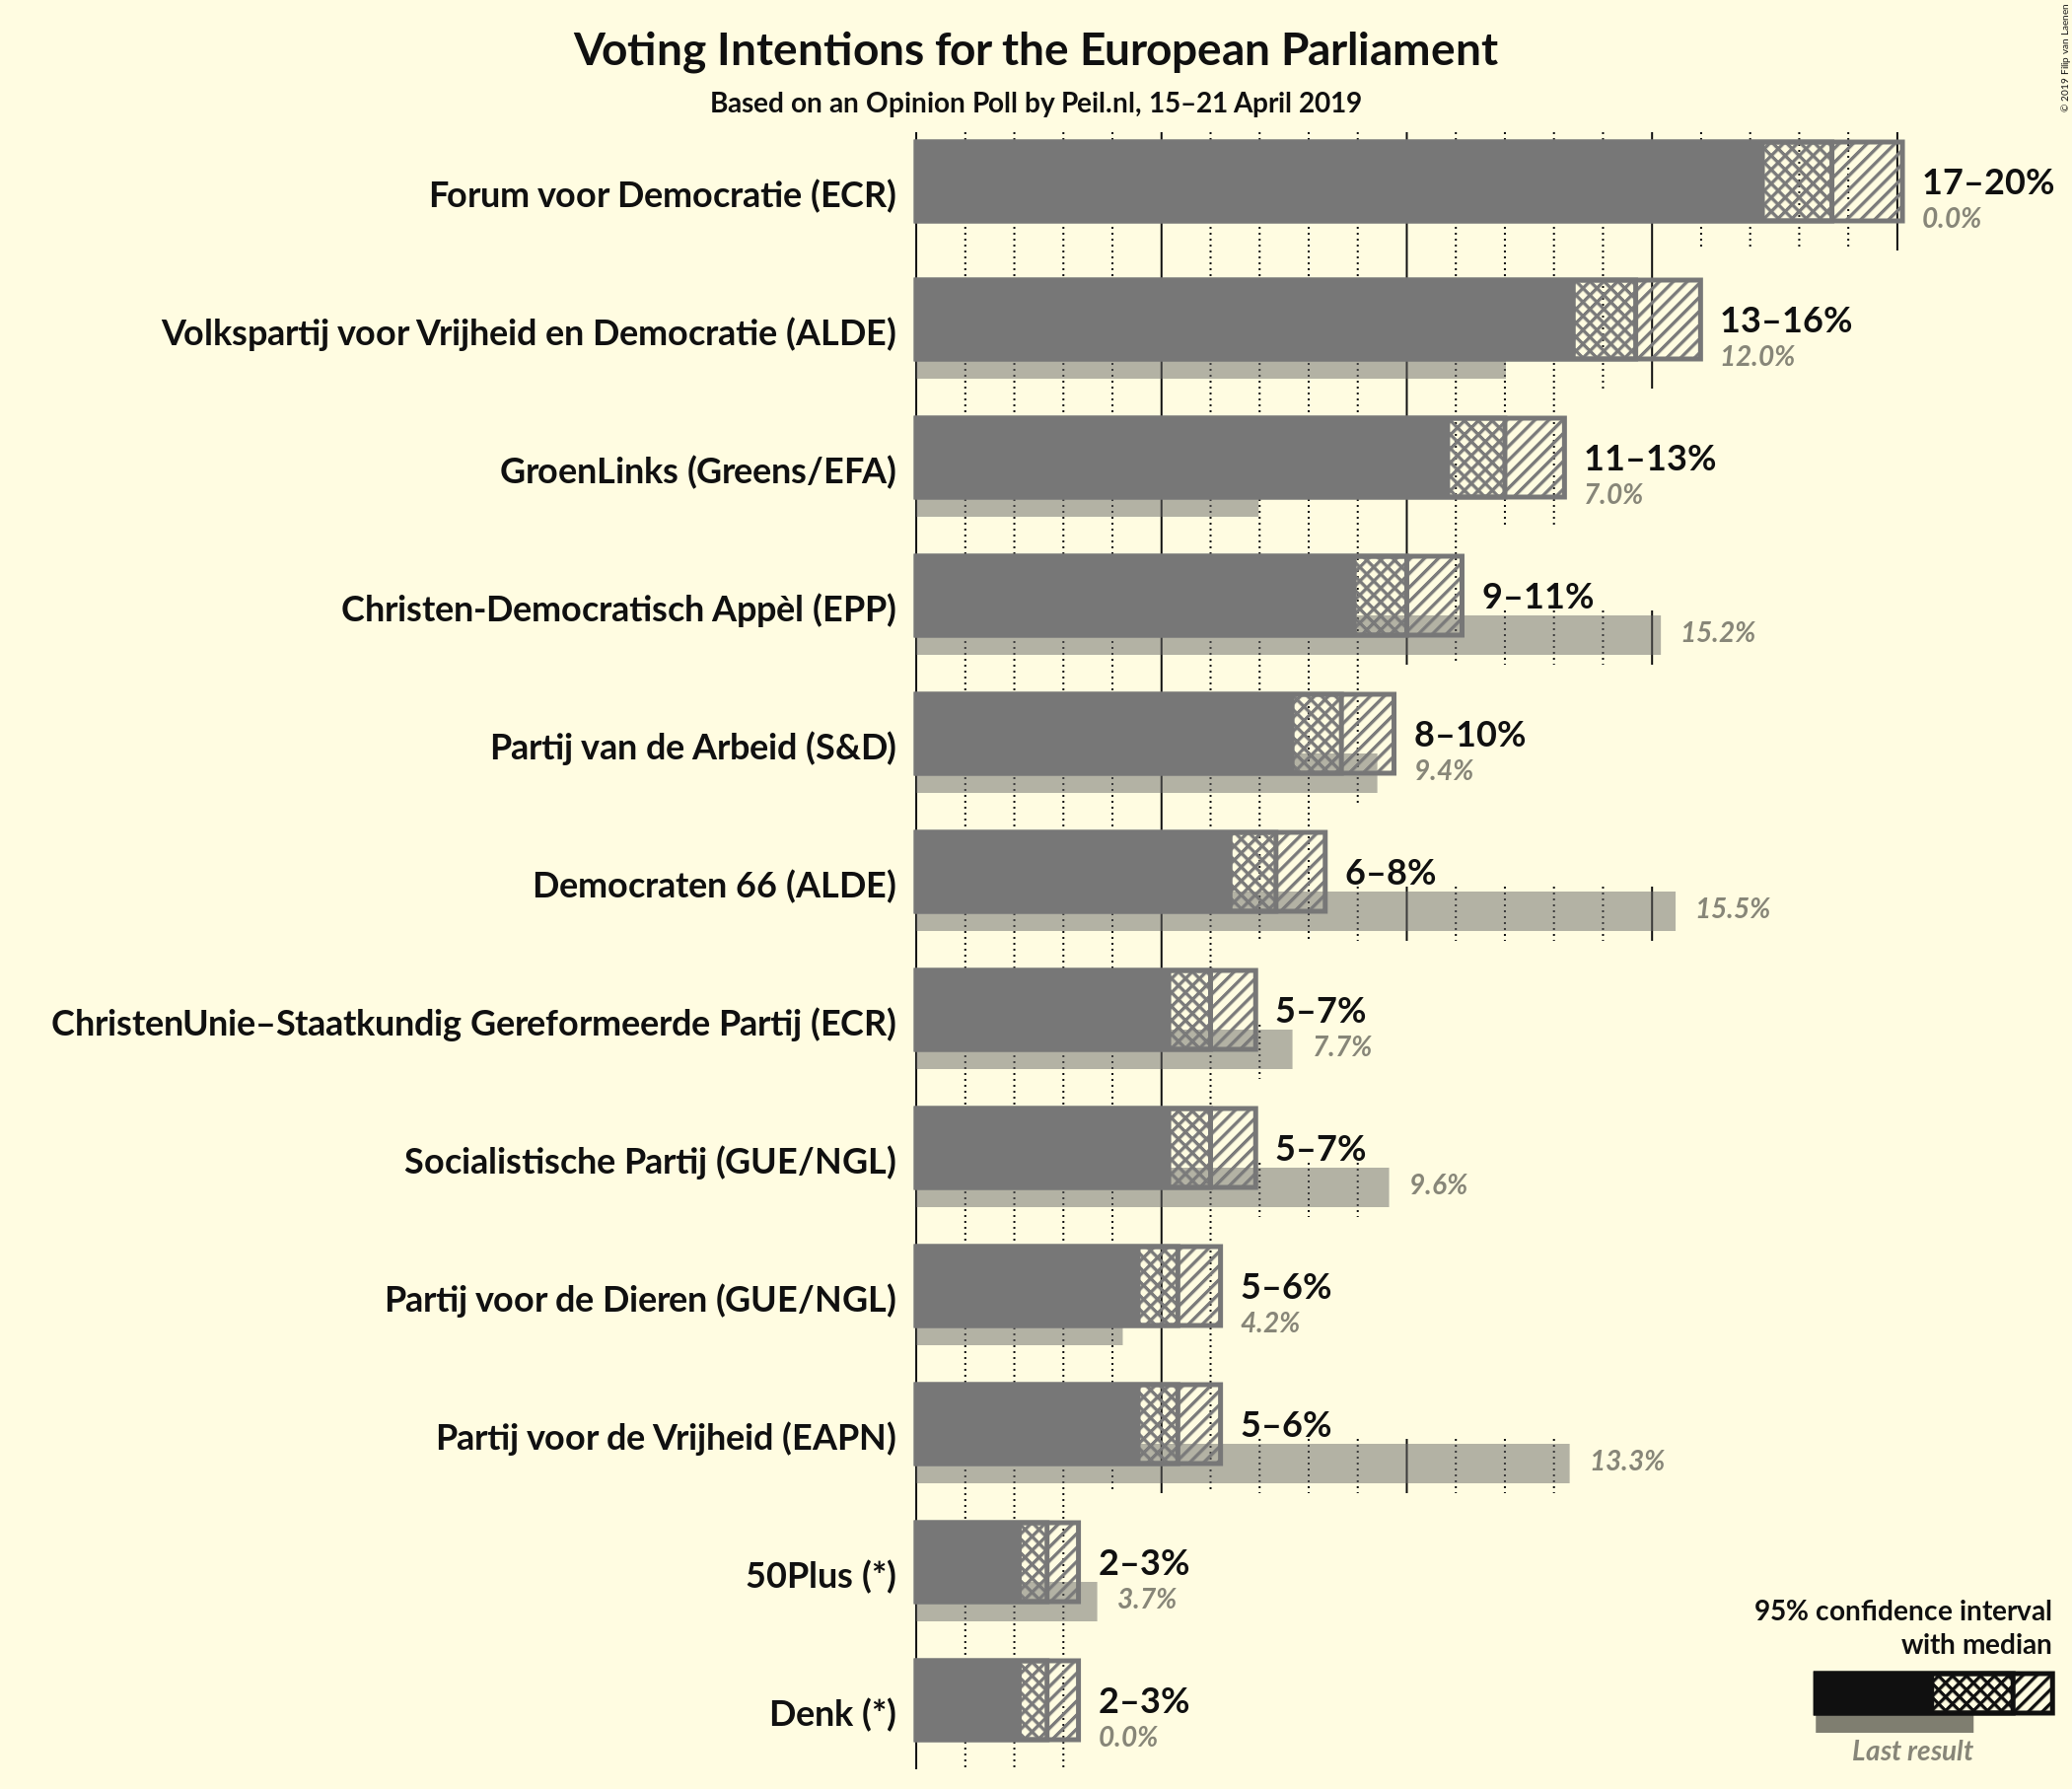 Voting Intentions for the European Parliament
Based on an Opinion Poll by Peil.nl, 15–21 April 2019
© 2019 Filip van Laenen
Forum voor Democratie (ECR)
17–20%
0.0%
Volkspartij voor Vrijheid en Democratie (ALDE)
13–16%
12.0%
GroenLinks (Greens/EFA)
11–13%
7.0%
Christen-Democratisch Appèl (EPP)
9–11%
15.2%
Partij van de Arbeid (S&D)
8–10%
9.4%
Democraten 66 (ALDE)
6–8%
15.5%
ChristenUnie–Staatkundig Gereformeerde Partij (ECR)
5–7%
7.7%
Socialistische Partij (GUE/NGL)
5–7%
9.6%
Partij voor de Dieren (GUE/NGL)
5–6%
4.2%
Partij voor de Vrijheid (EAPN)
5–6%
13.3%
50Plus (*)
2–3%
3.7%
Denk (*)
2–3%
0.0%
95% confidence interval
with median
Last result